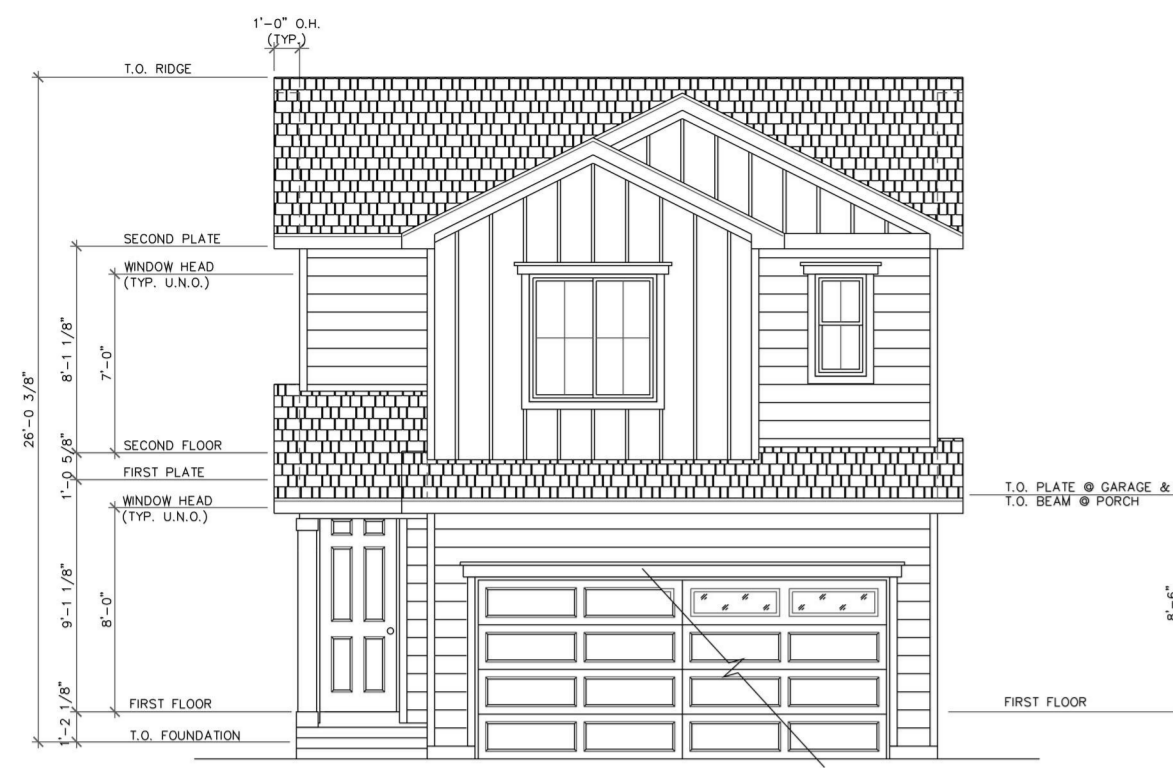 1'-0" O.H.
(TYP.)
T.O. RIDGE
SECOND PLATE
WINDOW HEAD
(TYP. U.N.O.)
26'-0 3/8"
8'-1 1/8"
7'-0"
SECOND FLOOR
1'-0 5/8"
FIRST PLATE
WINDOW HEAD
(TYP. U.N.O.)
T.O. PLATE @ GARAGE &
T.O. BEAM @ PORCH
9'-1 1/8"
8'-0"
8'-6"
FIRST FLOOR
FIRST FLOOR
1'-2 1/8"
T.O. FOUNDATION